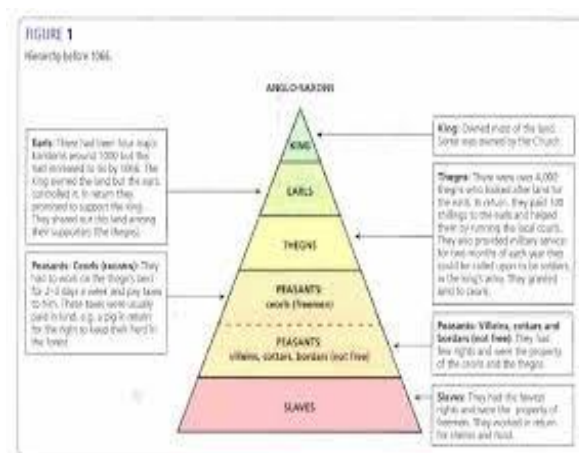 FIGURE 1
Hierarchy before 1066.
ANGLO-SAXONS
KING
EARLS
THEGNS
PEASANTS:
ceorls (freemen)
PEASANTS:
villeins, cottars, bordars (not free)
SLAVES
Earls: There had been four major
earldoms around 1000 but this
had increased to six by 1066. The
King owned the land but the earls
controlled it. In return they
promised to support the king.
They shared out this land among
their supporters (the thegns).
Peasants: Ceorls
They
had to work on the thegn's land
for 2–3 days a week and pay taxes
to him. These taxes were usually
paid in kind, e.g. a pig in return
for the right to keep their herd in
the forest.
King: Owned most of the land.
Some was owned by the Church.
Thegns: There were over 4,000
thegns who looked after land for
the earls. In return, they paid 100
shillings to the earls and helped
them by running the local courts.
They also provided military service
for two months of each year they
could be called upon to be soldiers
in the king's army. They granted
land to ceorls.
Peasants: Villeins, cottars and
bordars (not free): They had
few rights and were the property
of the ceorls and the thegns.
Slaves: They had the fewest
rights and were the property of
freemen. They worked in return
for clothes and food.